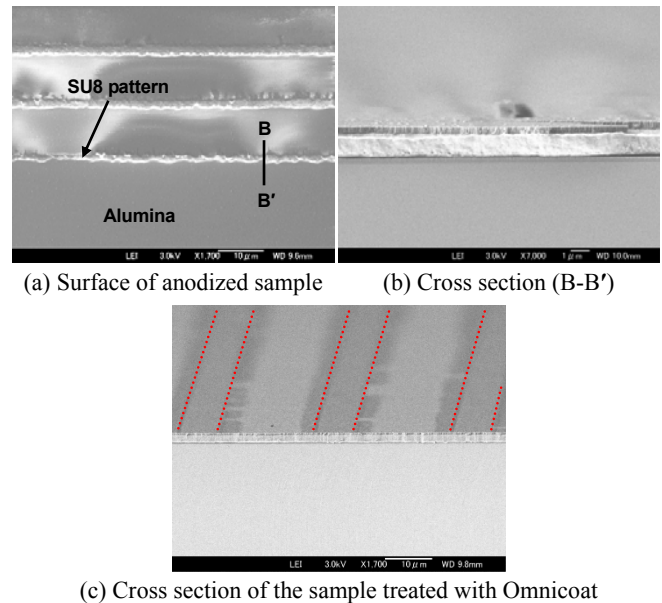 SU8 pattern
B
B′
Alumina
LEI 3.0kV X1,700 10μm WD 9.6mm
LEI 3.0kV X7,000 1μm WD 10.0mm
(a) Surface of anodized sample
(b) Cross section (B-B′)
LEI 3.0kV X1,700 10μm WD 9.8mm
(c) Cross section of the sample treated with Omnicoat